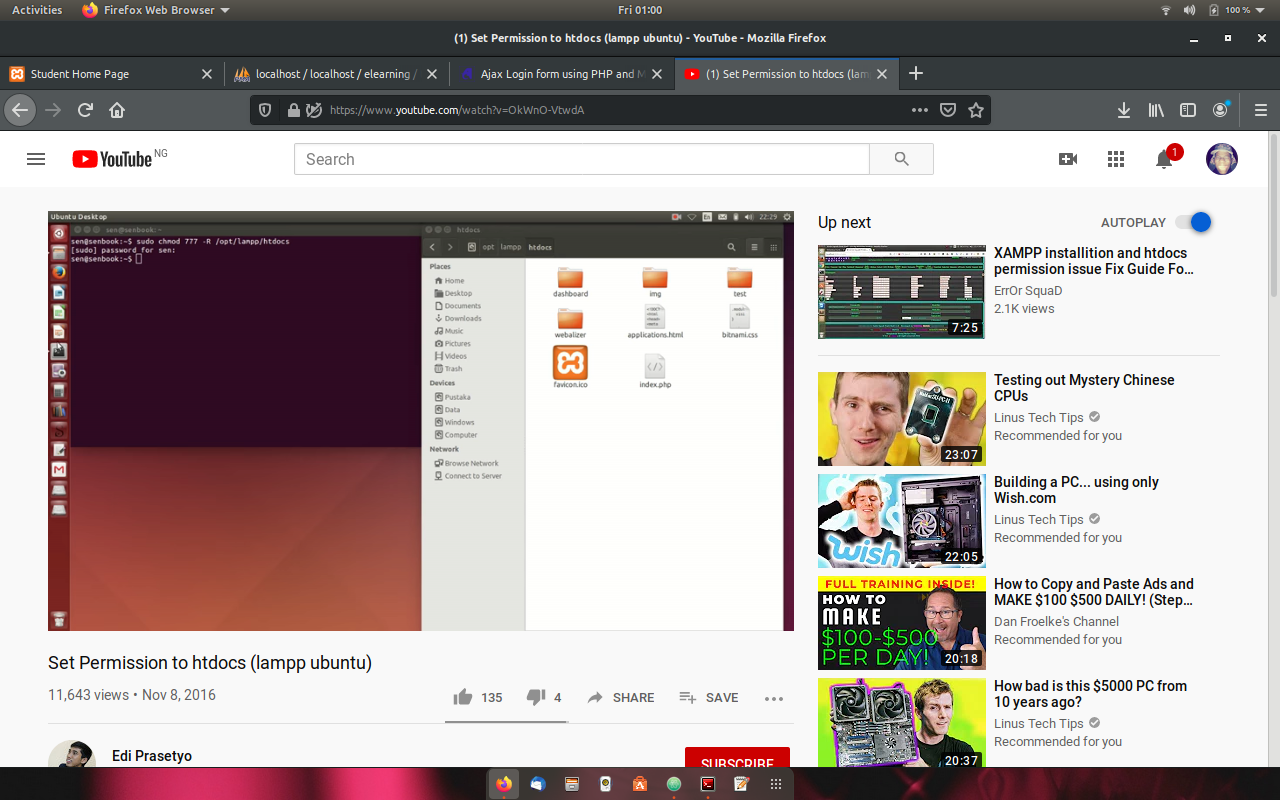 Activities Firefox Web Browser Fri 01:00 100 %
(1) Set Permission to htdocs (lampp ubuntu) - YouTube - Mozilla Firefox
Student Home Page
localhost / localhost / elearning /
Ajax Login form using PHP and M
(1) Set Permission to htdocs (lam
https://www.youtube.com/watch?v=OkWnO-VtwdA
YouTube NG
Search
1
Ubuntu Desktop
En 22:29
sen@senbook: ~
sen@senbook:~$ sudo chmod 777 -R /opt/lampp/htdocs
[sudo] password for sen:
sen@senbook:~$
htdocs
opt lampp htdocs
Places
Home
Desktop
Documents
Downloads
Music
Pictures
Videos
Trash
Devices
Pustaka
Data
Windows
Computer
Network
Browse Network
Connect to Server
dashboard
img
test
webalizer
applications.html
bitnami.css
favicon.ico
index.php
Set Permission to htdocs (lampp ubuntu)
11,643 views • Nov 8, 2016
135
4
SHARE
SAVE
Edi Prasetyo
SUBSCRIBE
Up next
AUTOPLAY
7:25
XAMPP installition and htdocs
permission issue Fix Guide Fo...
ErrOr SquaD
2.1K views
23:07
Testing out Mystery Chinese
CPUs
Linus Tech Tips
Recommended for you
wish
22:05
Building a PC... using only
Wish.com
Linus Tech Tips
Recommended for you
FULL TRAINING INSIDE!
HOW TO
MAKE
$100-$500
PER DAY!
20:18
How to Copy and Paste Ads and
MAKE $100 $500 DAILY! (Step...
Dan Froelke's Channel
Recommended for you
20:37
How bad is this $5000 PC from
10 years ago?
Linus Tech Tips
Recommended for you